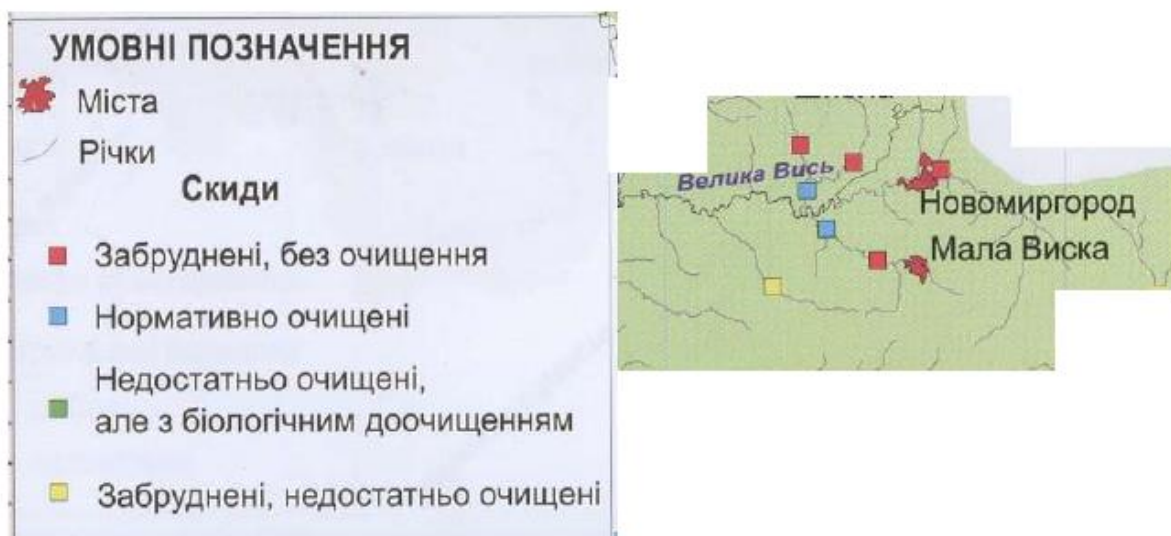 УМОВНІ ПОЗНАЧЕННЯ
Міста
Річки
Скиди
Забруднені, без очищення
Нормативно очищені
Недостатньо очищені,
але з біологічним доочищенням
Забруднені, недостатньо очищені
Велика Вись
Новомиргород
Мала Виска